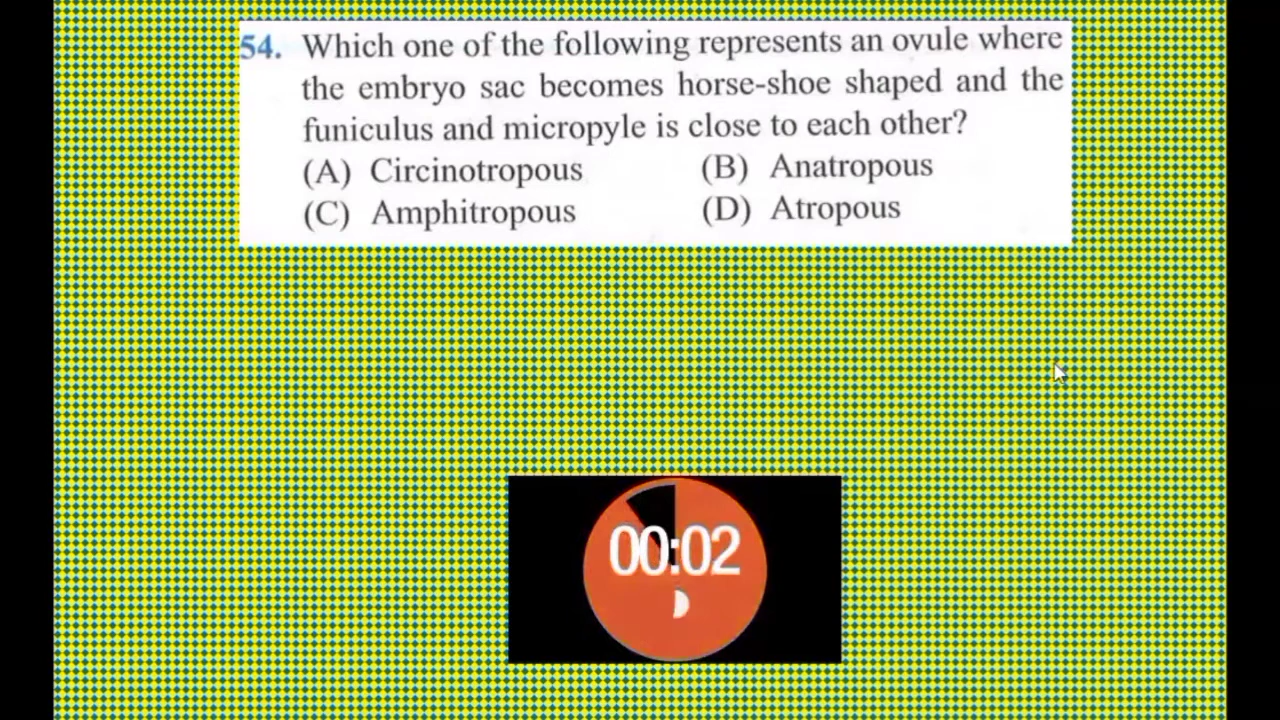 54. Which one of the following represents an ovule where
the embryo sac becomes horse-shoe shaped and the
funiculus and micropyle is close to each other?
(A) Circinotropous (B) Anatropous
(C) Amphitropous (D) Atropous
00:02